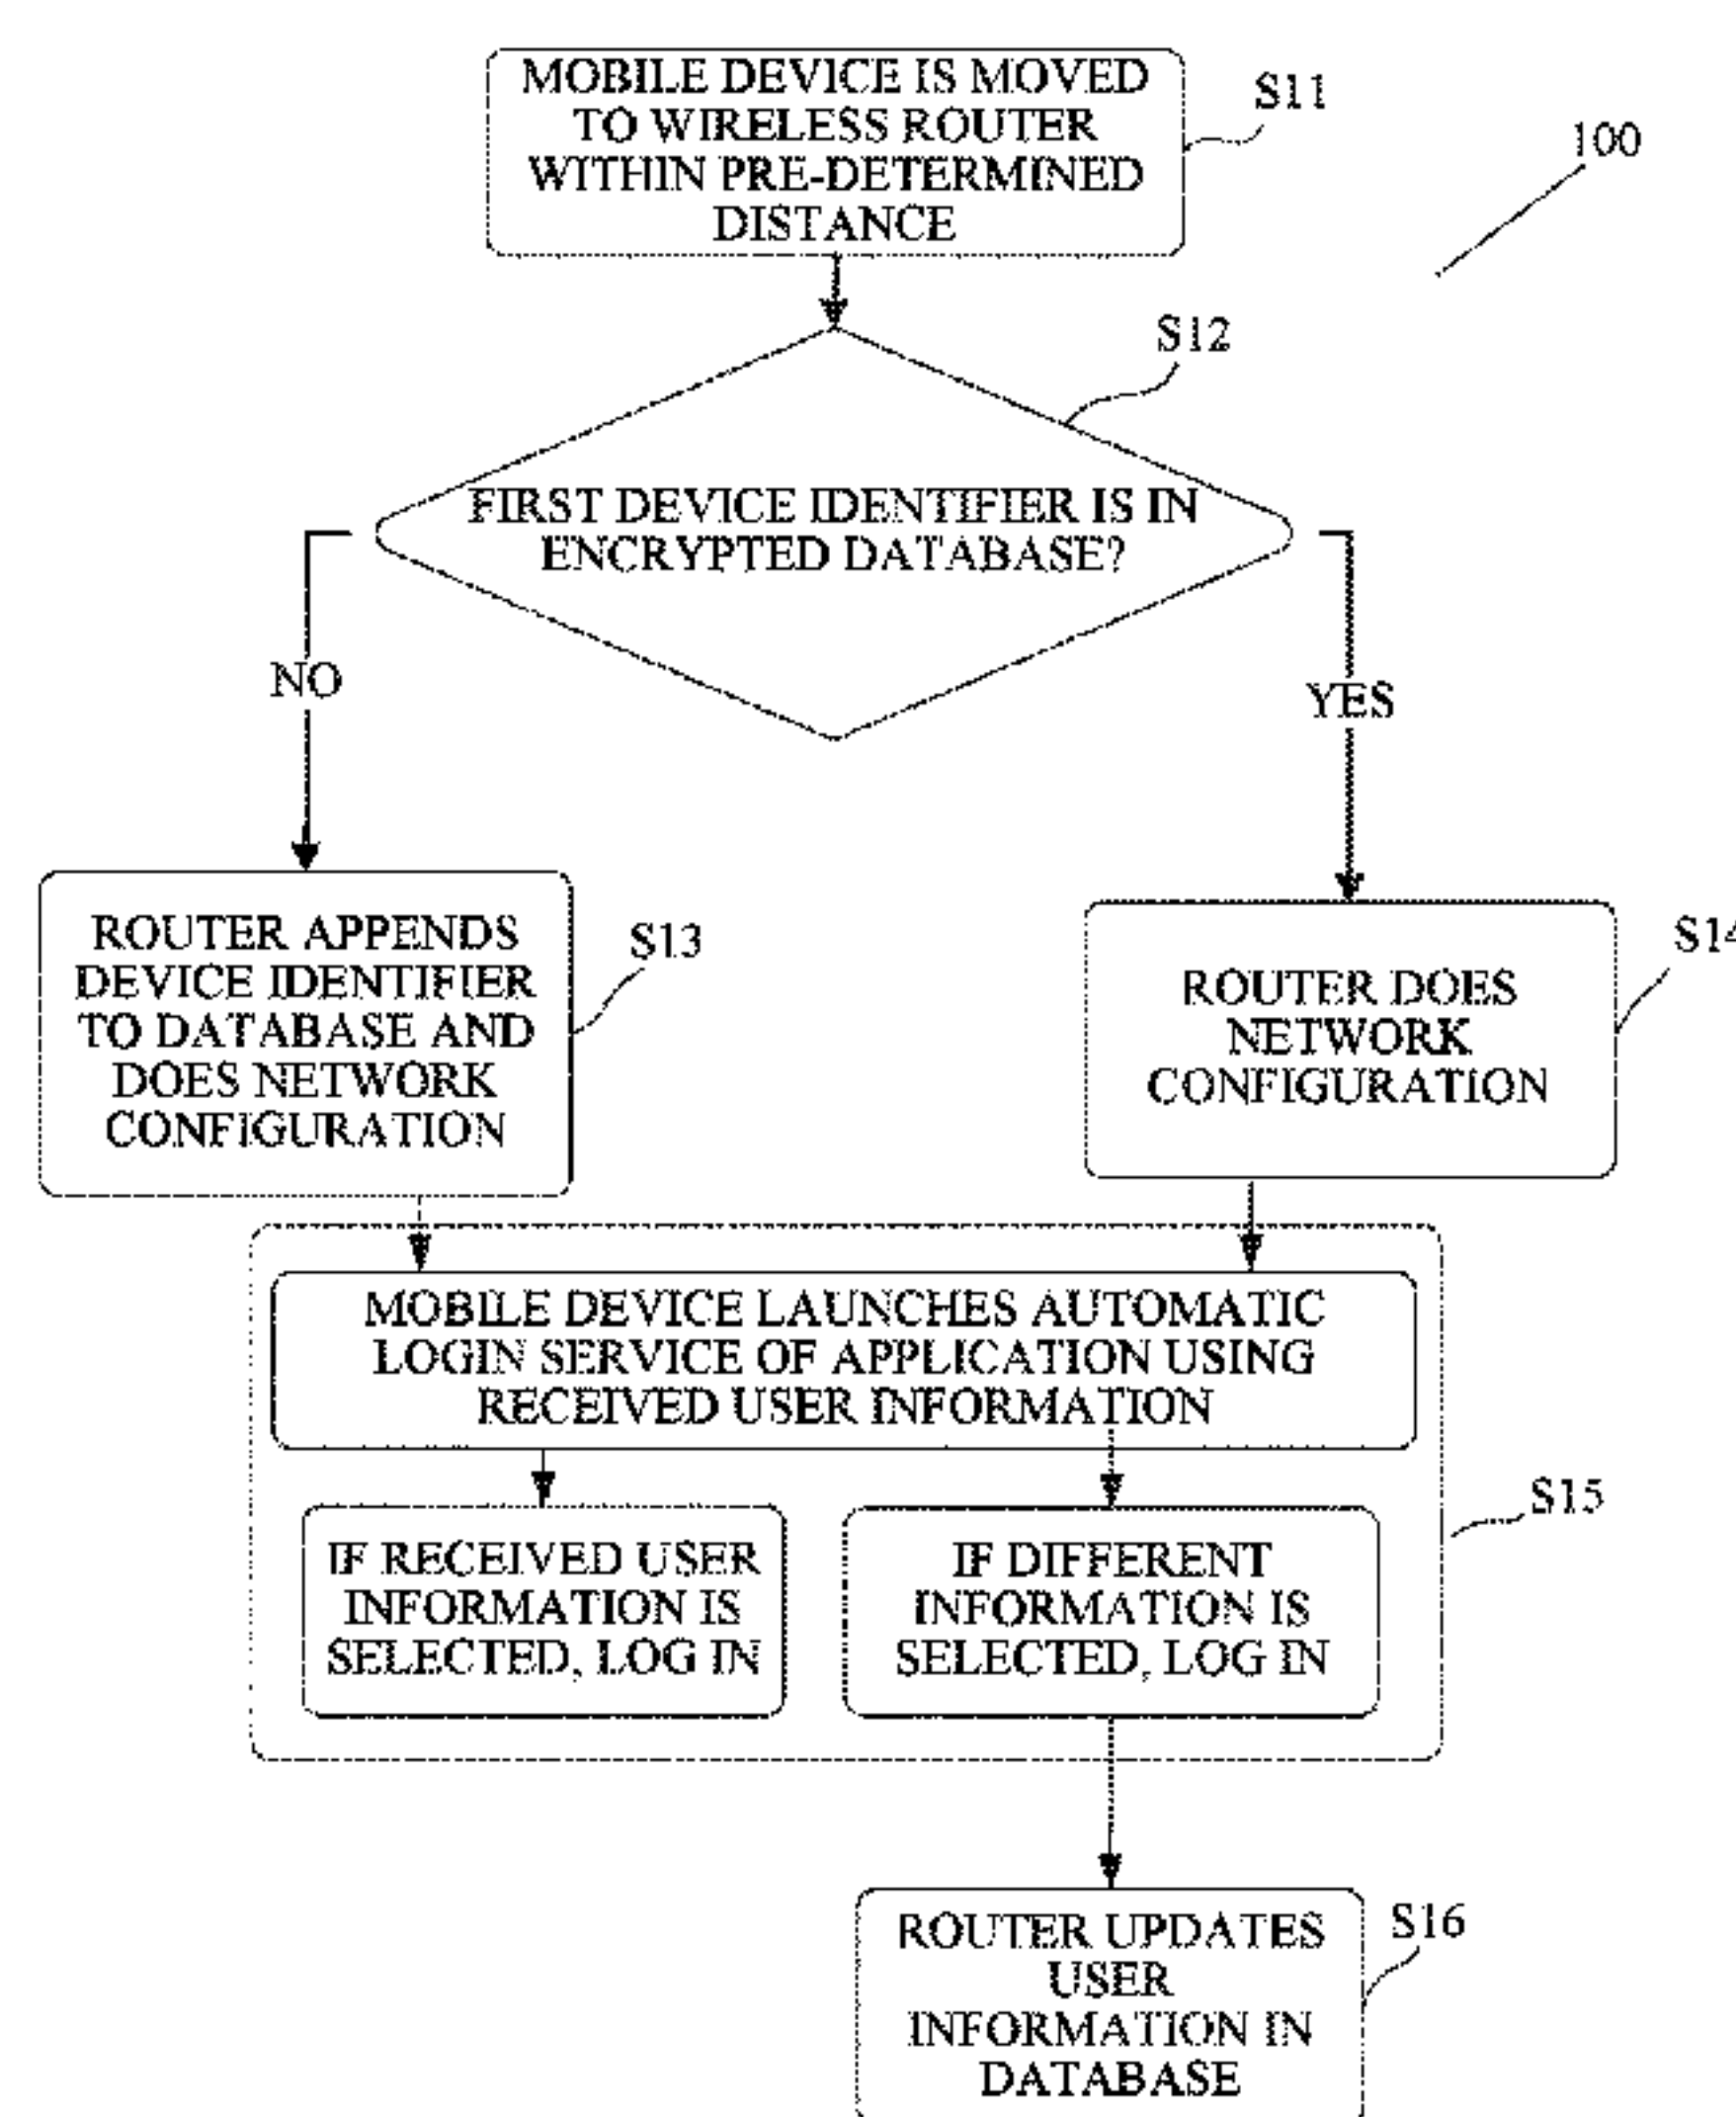 MOBILE DEVICE IS MOVED
TO WIRELESS ROUTER
WITHIN PRE-DETERMINED
DISTANCE
S11
100
S12
FIRST DEVICE IDENTIFIER IS IN
ENCRYPTED DATABASE?
NO
YES
ROUTER APPENDS
DEVICE IDENTIFIER
TO DATABASE AND
DOES NETWORK
CONFIGURATION
S13
ROUTER DOES
NETWORK
CONFIGURATION
S14
MOBILE DEVICE LAUNCHES AUTOMATIC
LOGIN SERVICE OF APPLICATION USING
RECEIVED USER INFORMATION
IF RECEIVED USER
INFORMATION IS
SELECTED, LOG IN
IF DIFFERENT
INFORMATION IS
SELECTED, LOG IN
S15
ROUTER UPDATES
USER
INFORMATION IN
DATABASE
S16